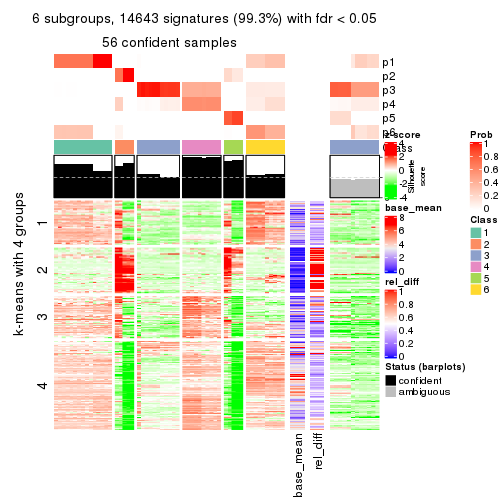 6 subgroups, 14643 signatures (99.3%) with fdr < 0.05
56 confident samples
p1
p2
p3
p4
p5
p6
Class
z-score
4
2
0
-2
-4
Silhouette
score
Prob
1
0.8
0.6
0.4
0.2
0
base_mean
8
6
4
2
0
Class
1
2
3
4
5
6
rel_diff
1
0.8
0.6
0.4
0.2
0
Status (barplots)
confident
ambiguous
k-means with 4 groups
1
2
3
4
base_mean
rel_diff